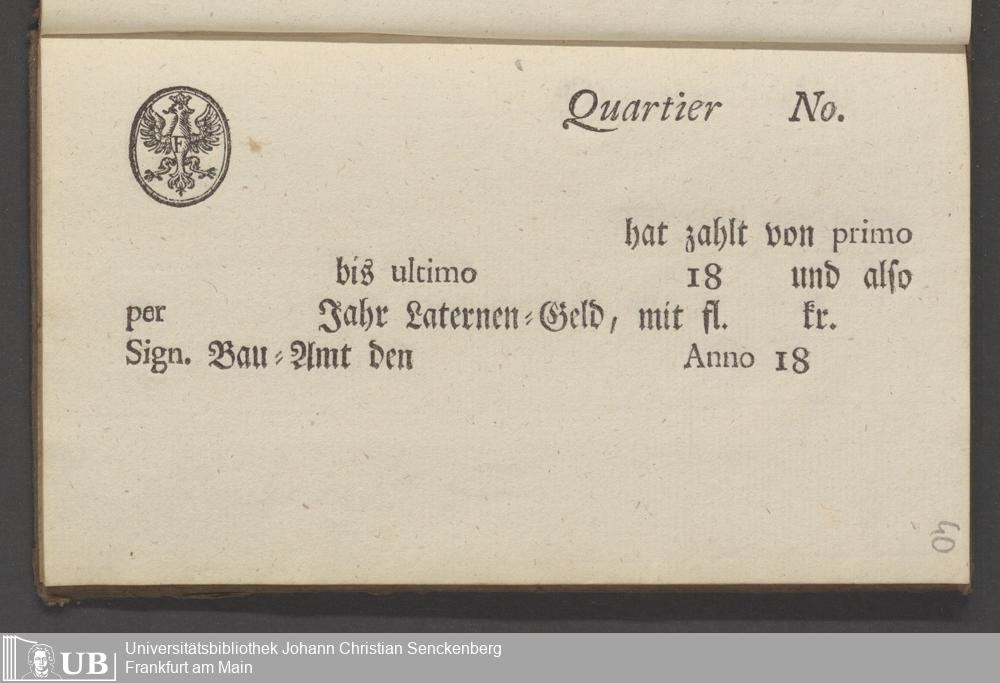 F
Quartier No.
hat zahlt von primo
bis ultimo 18 und also
per Jahr Laternen⸗Geld, mit fl. kr.
Sign. Bau⸗Amt den Anno 18
40
UB
Universitätsbibliothek Johann Christian Senckenberg
Frankfurt am Main